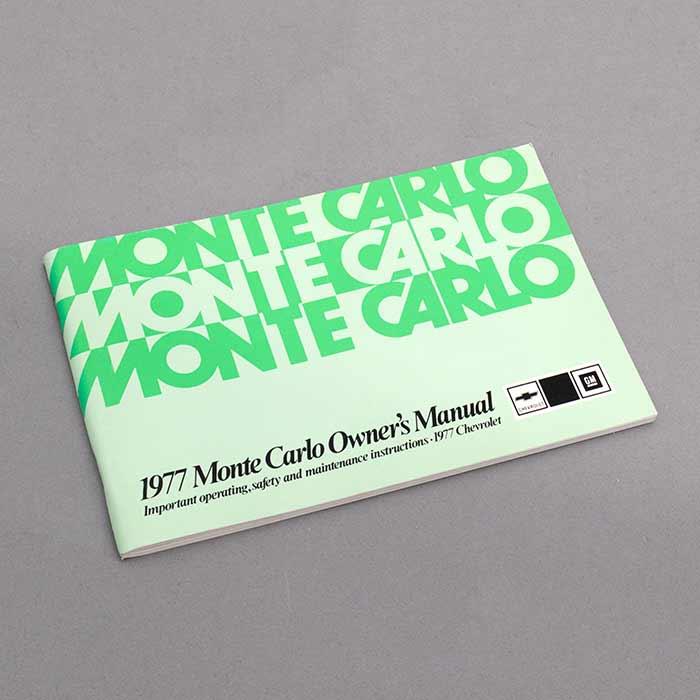 MONTE CARLO
MONTE CARLO
MONTE CARLO
1977 Monte Carlo Owner's Manual
Important operating, safety and maintenance instructions · 1977 Chevrolet
CHEVROLET
GM